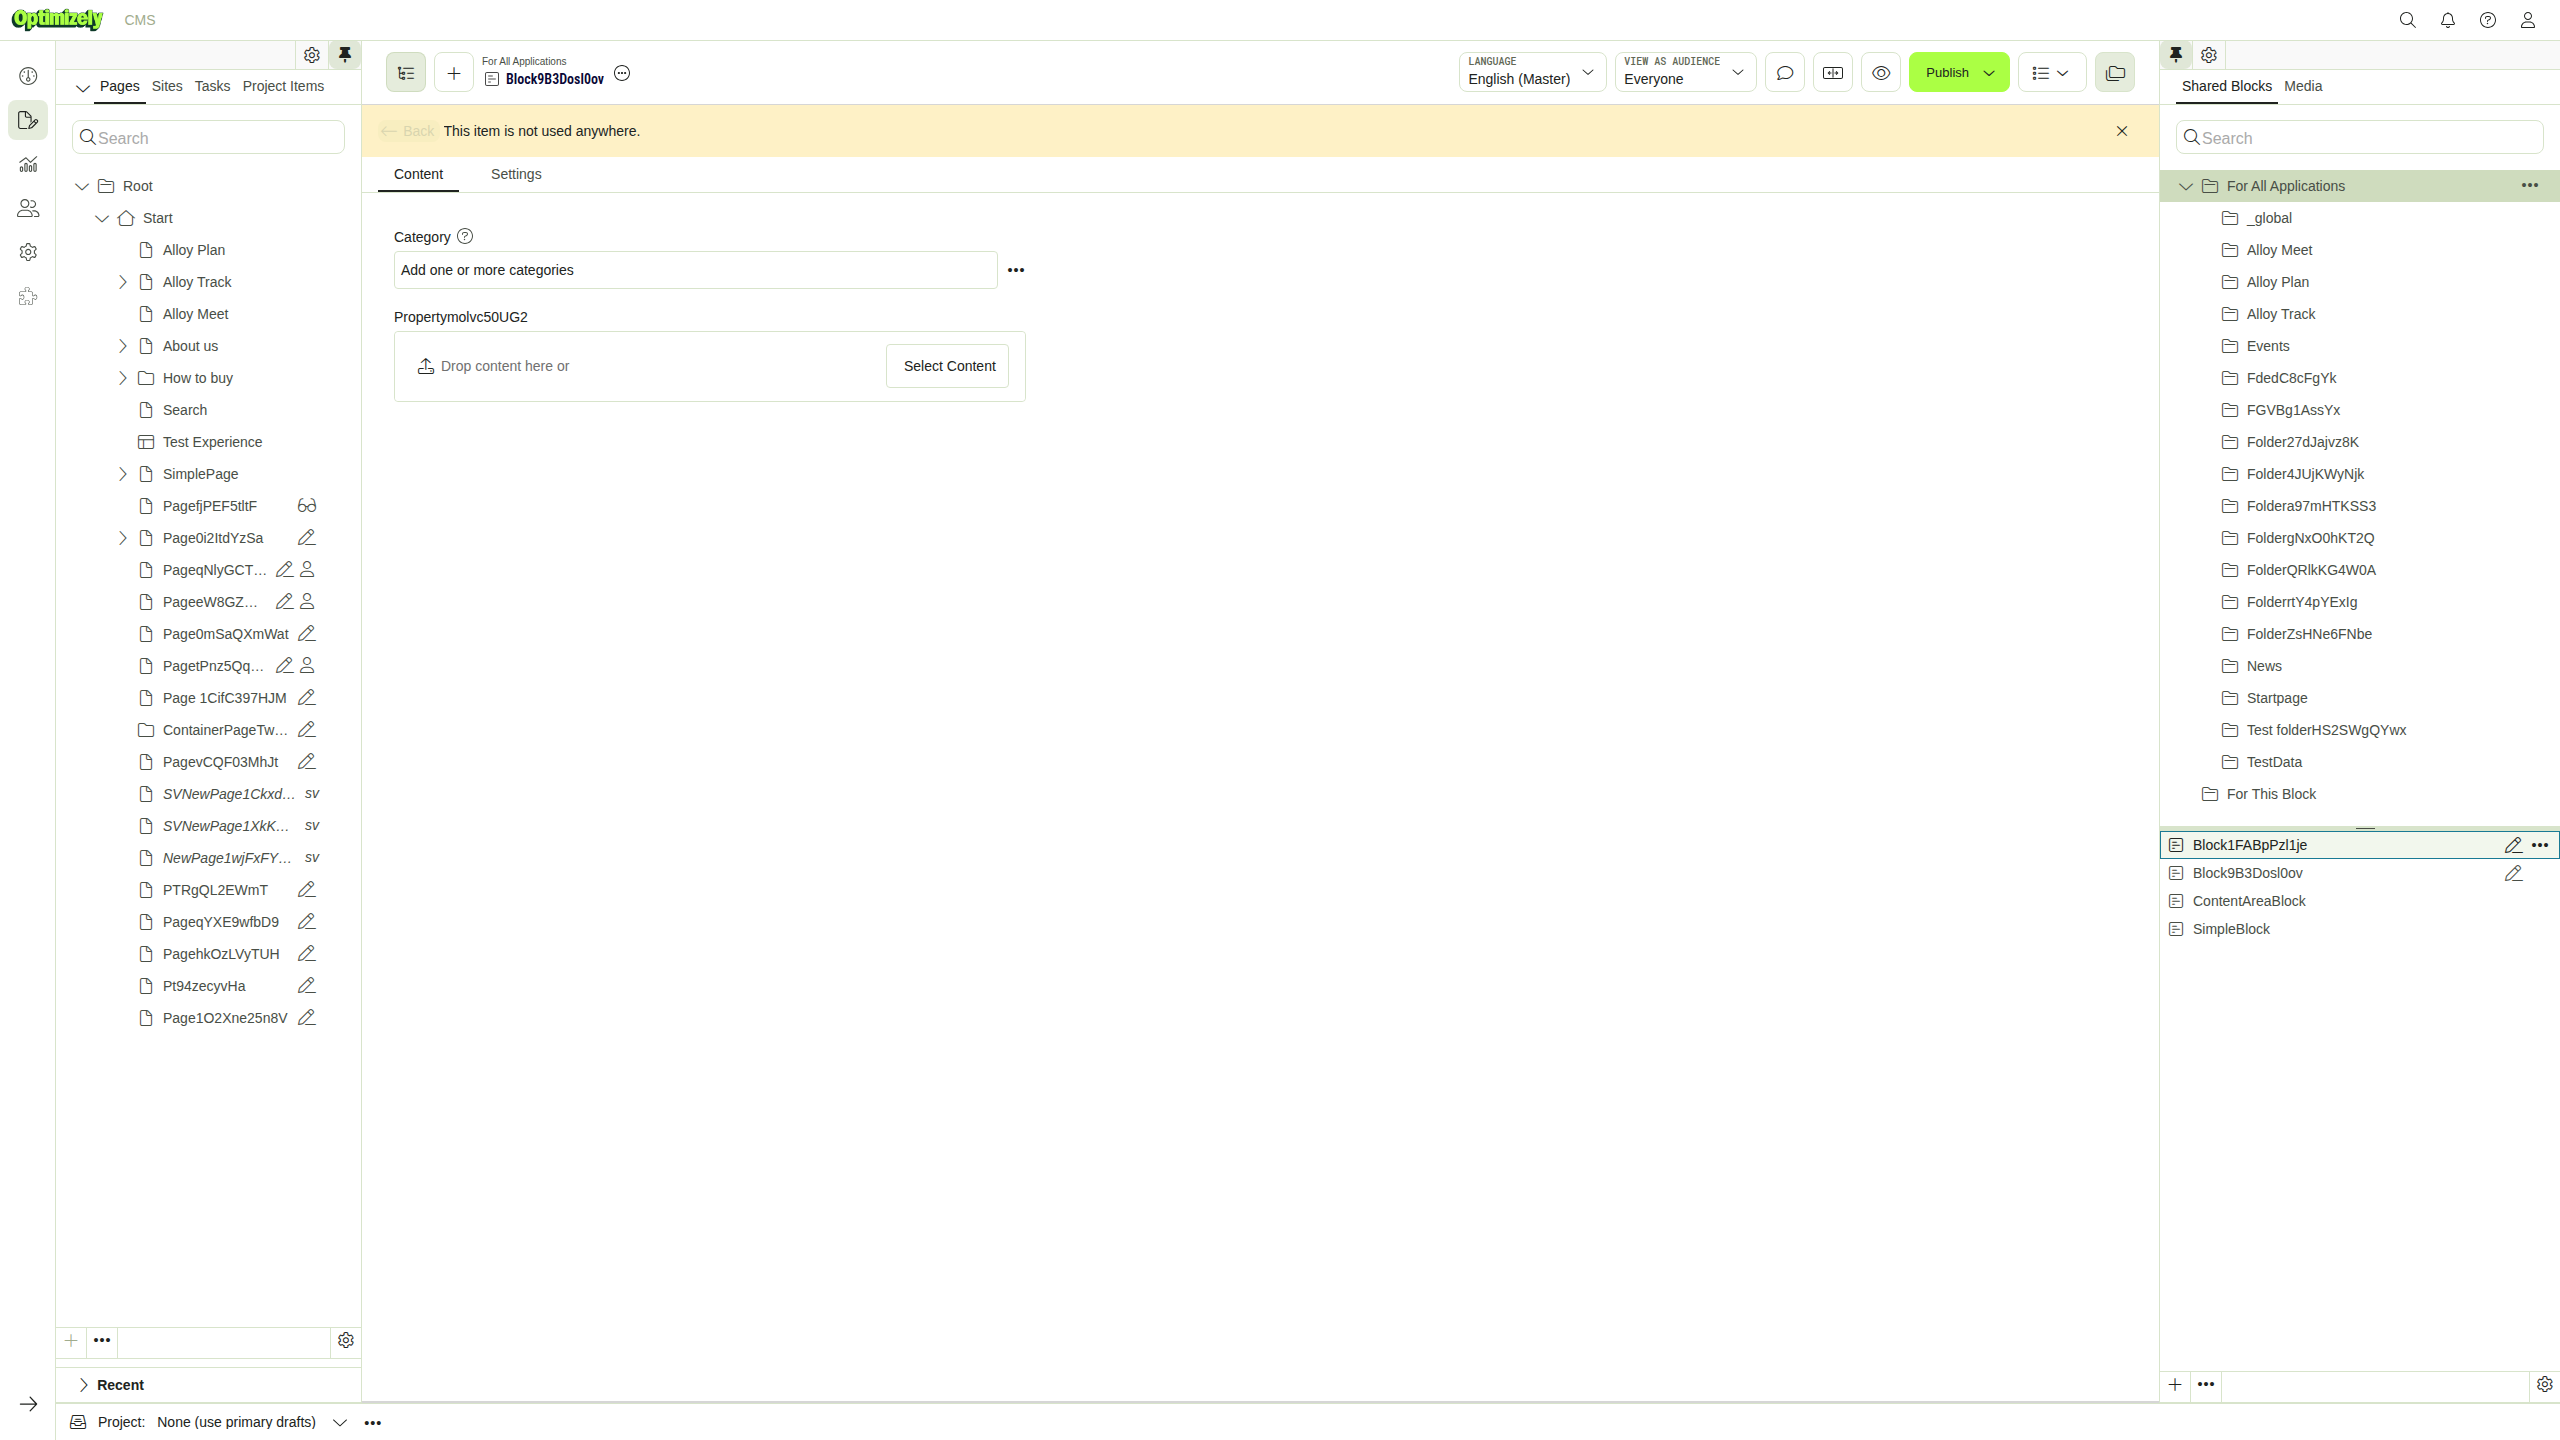 Optimizely CMS
Pages Sites Tasks Project Items
Search
Root
Start
Alloy Plan
Alloy Track
Alloy Meet
About us
How to buy
Search
Test Experience
SimplePage
PagefjPEF5tltF
Page0i2ItdYzSa
PageqNlyGCT…
PageeW8GZ…
Page0mSaQXmWat
PagetPnz5Qq…
Page 1CifC397HJM
ContainerPageTw…
PagevCQF03MhJt
SVNewPage1Ckxd… sv
SVNewPage1XkK… sv
NewPage1wjFxFY… sv
PTRgQL2EWmT
PageqYXE9wfbD9
PagehkOzLVyTUH
Pt94zecyvHa
Page1O2Xne25n8V
Recent
Project: None (use primary drafts)
For All Applications
Block9B3Dosl0ov
LANGUAGE
English (Master)
VIEW AS AUDIENCE
Everyone
Publish
Back This item is not used anywhere.
Content Settings
Category
Add one or more categories
Propertymolvc50UG2
Drop content here or
Select Content
Shared Blocks Media
Search
For All Applications
_global
Alloy Meet
Alloy Plan
Alloy Track
Events
FdedC8cFgYk
FGVBg1AssYx
Folder27dJajvz8K
Folder4JUjKWyNjk
Foldera97mHTKSS3
FoldergNxO0hKT2Q
FolderQRlkKG4W0A
FolderrtY4pYExIg
FolderZsHNe6FNbe
News
Startpage
Test folderHS2SWgQYwx
TestData
For This Block
Block1FABpPzl1je
Block9B3Dosl0ov
ContentAreaBlock
SimpleBlock